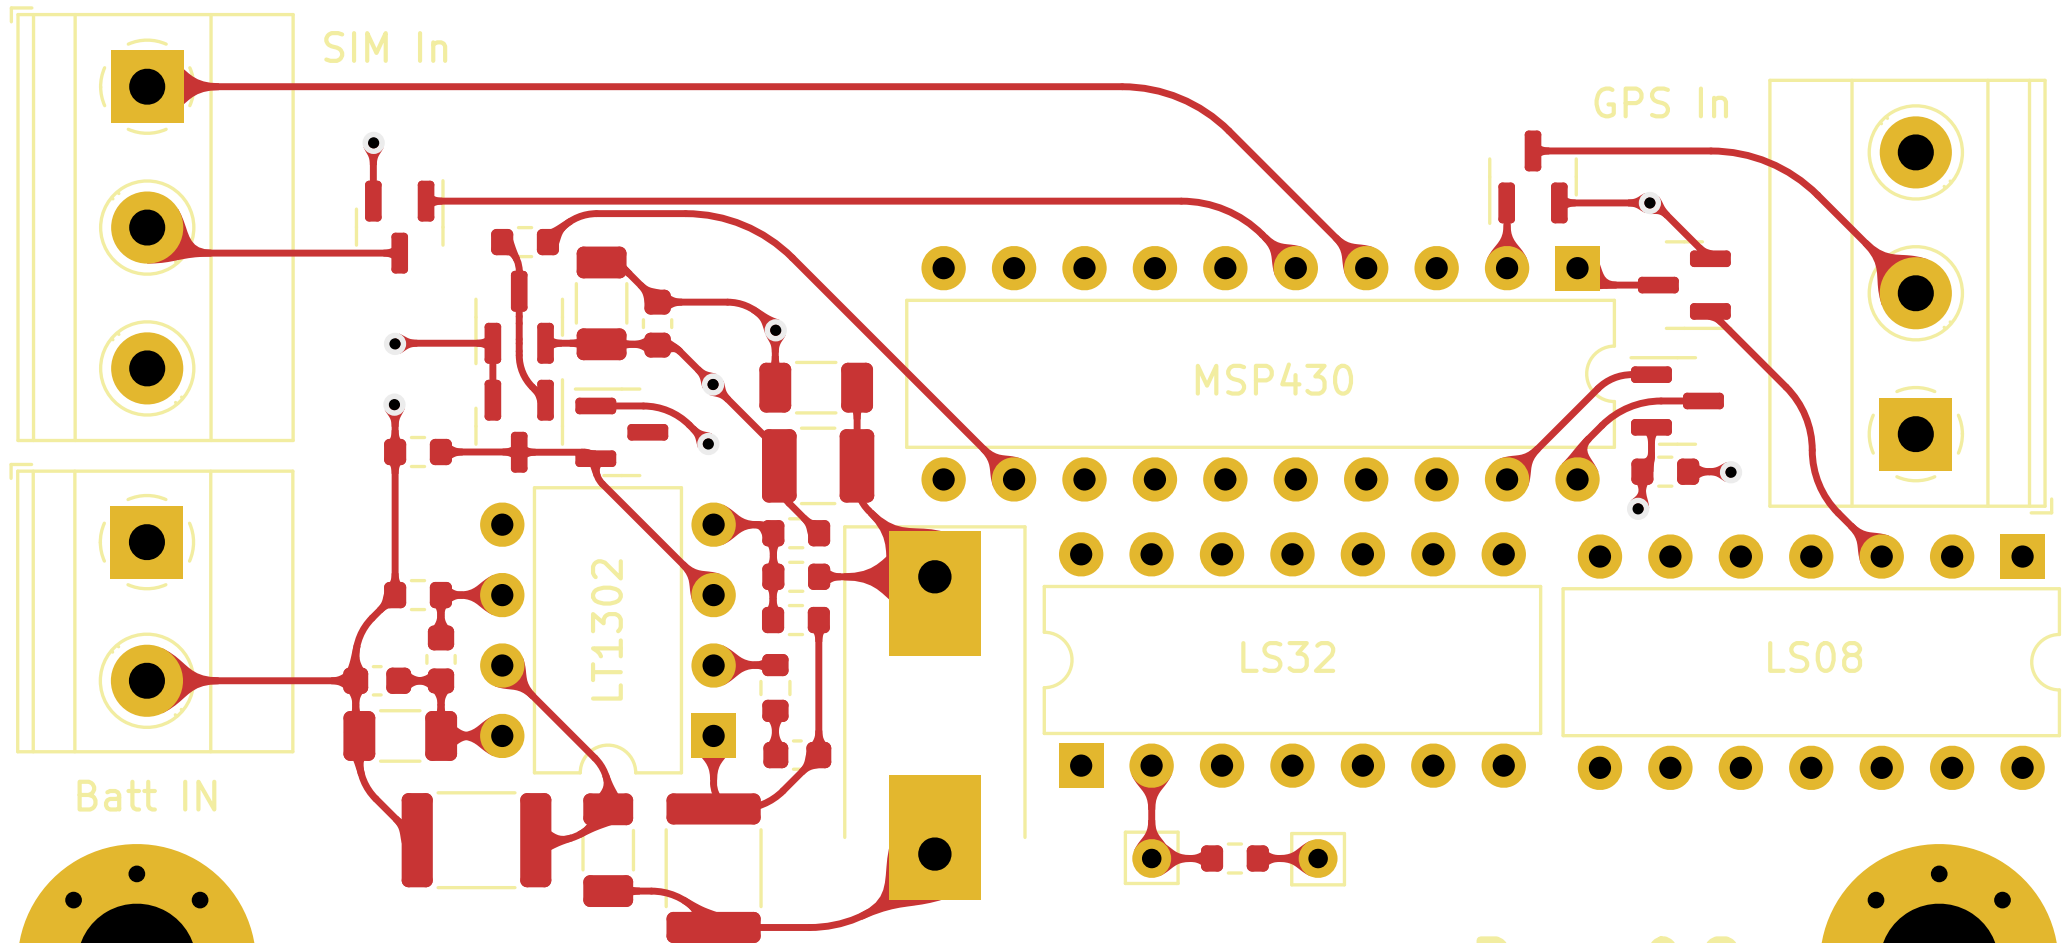 SIM In
GPS In
MSP430
LT1302
LS32
LS08
Batt IN